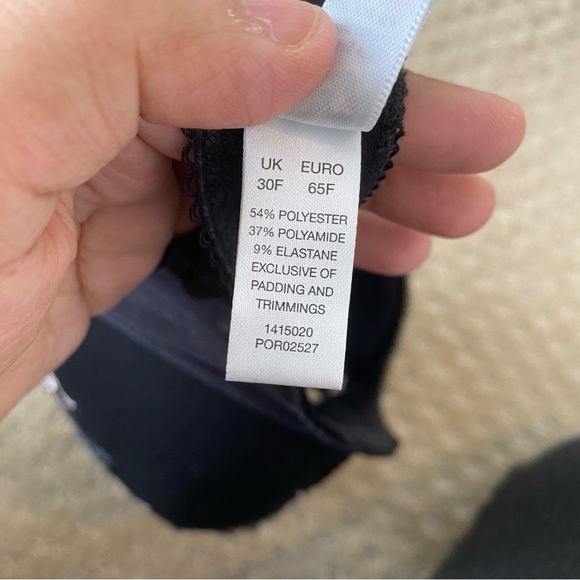 UK EURO
30F 65F
54% POLYESTER
37% POLYAMIDE
9% ELASTANE
EXCLUSIVE OF
PADDING AND
TRIMMINGS
1415020
POR02527